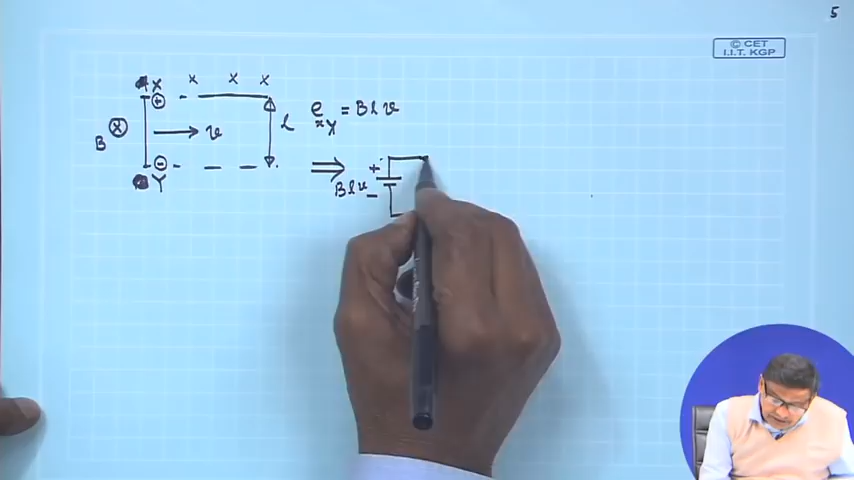 5
© CET
I.I.T. KGP
X x x x
+
B x v l e xy = Blv
- Y
+
Blv
-